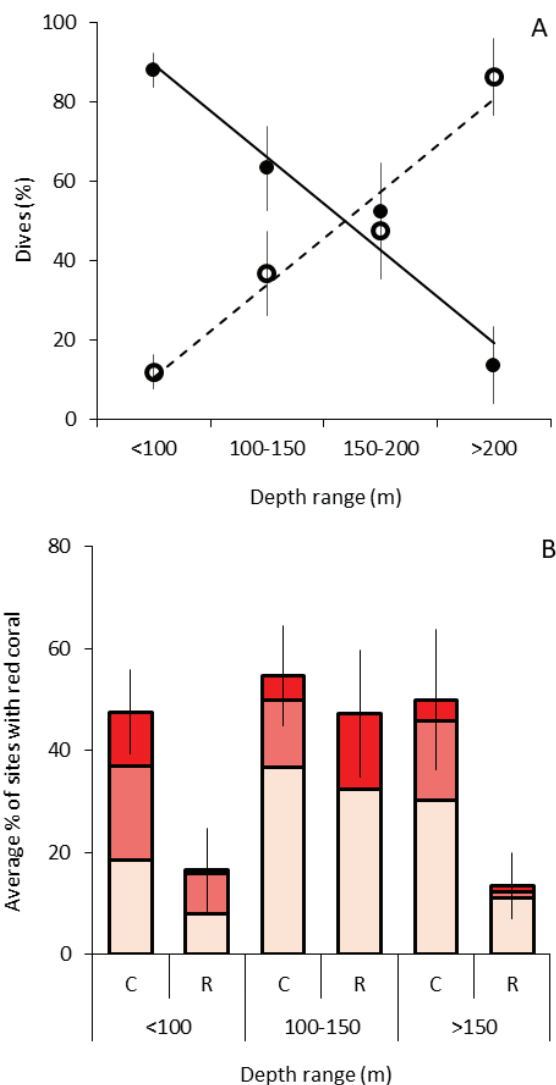 A
Dives (%)
100
80
60
40
20
0
<100 100-150 150-200 >200
Depth range (m)
B
Average % of sites with red coral
80
60
40
20
0
C R C R C R
<100 100-150 >150
Depth range (m)